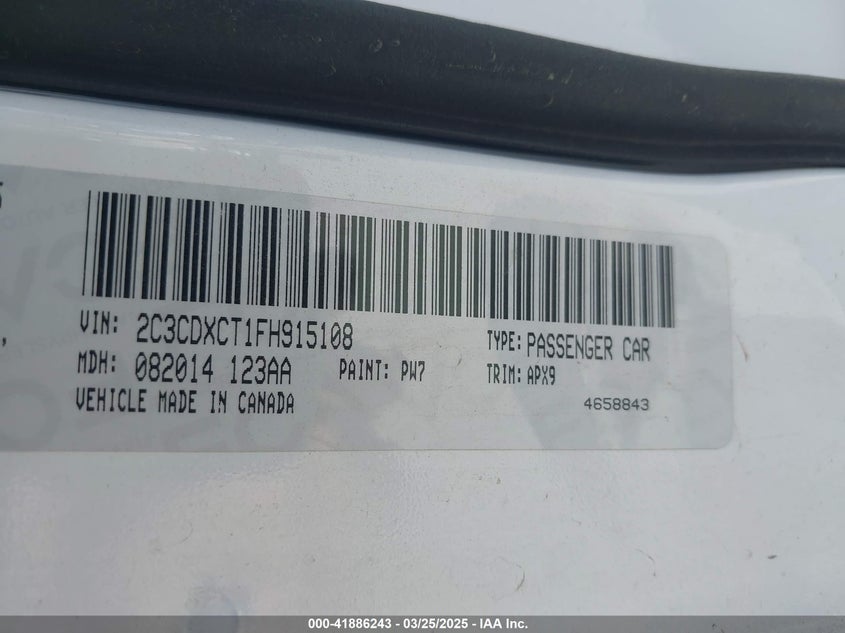 VIN: 2C3CDXCT1FH915108
TYPE: PASSENGER CAR
MDH: 082014 123AA
PAINT: PW7
TRIM: APX9
VEHICLE MADE IN CANADA
4658843
000-41886243 - 03/25/2025 - IAA Inc.